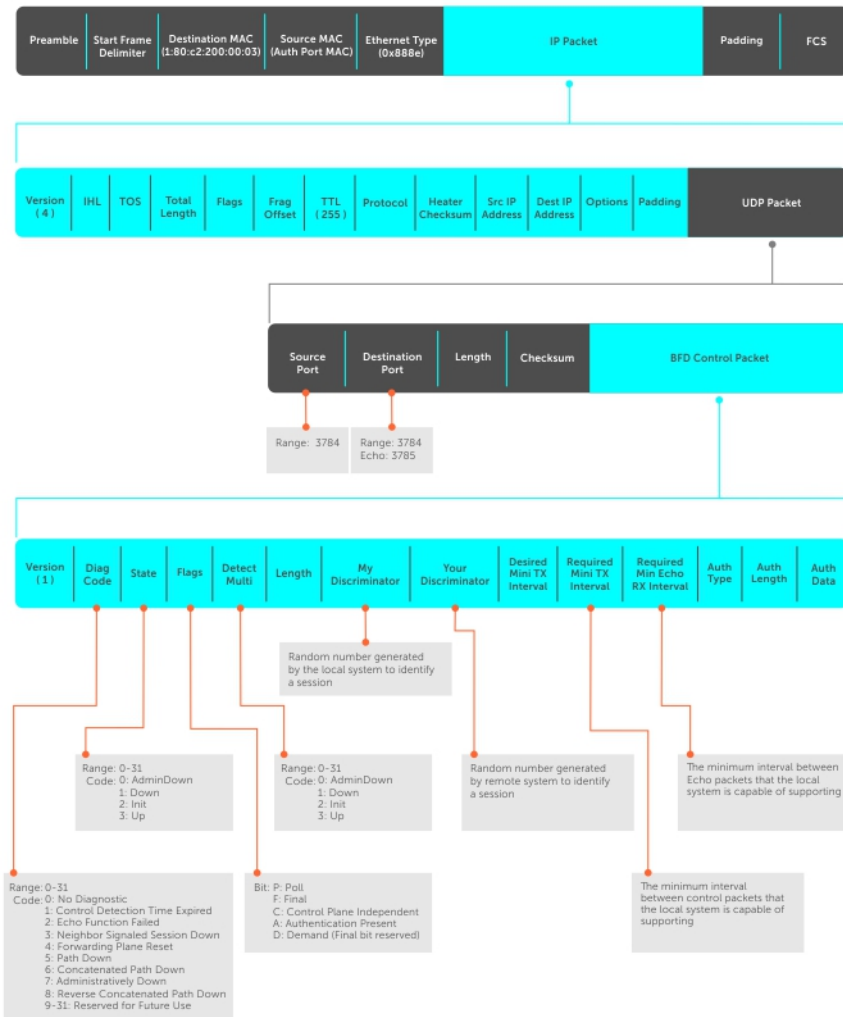 Preamble
Start Frame
Delimiter
Destination MAC
(1:80:c2:200:00:03)
Source MAC
(Auth Port MAC)
Ethernet Type
(0x888e)
IP Packet
Padding
FCS
Version
( 4 )
IHL
TOS
Total
Length
Flags
Frag
Offset
TTL
( 255 )
Protocol
Heater
Checksum
Src IP
Address
Dest IP
Address
Options
Padding
UDP Packet
Source
Port
Destination
Port
Length
Checksum
BFD Control Packet
Range: 3784
Range: 3784
Echo: 3785
Version
( 1 )
Diag
Code
State
Flags
Detect
Multi
Length
My
Discriminator
Your
Discriminator
Desired
Mini TX
Interval
Required
Mini TX
Interval
Required
Min Echo
RX Interval
Auth
Type
Auth
Length
Auth
Data
Random number generated
by the local system to identify
a session
Range: 0-31
Code: 0: AdminDown
1: Down
2: Init
3: Up
Range: 0-31
Code: 0: AdminDown
1: Down
2: Init
3: Up
Random number generated
by remote system to identify
a session
The minimum interval between
Echo packets that the local
system is capable of supporting
Range: 0-31
Code: 0: No Diagnostic
1: Control Detection Time Expired
2: Echo Function Failed
3: Neighbor Signaled Session Down
4: Forwarding Plane Reset
5: Path Down
6: Concatenated Path Down
7: Administratively Down
8: Reverse Concatenated Path Down
9-31: Reserved for Future Use
Bit: P: Poll
F: Final
C: Control Plane Independent
A: Authentication Present
D: Demand (Final bit reserved)
The minimum interval
between control packets that
the local system is capable of
supporting